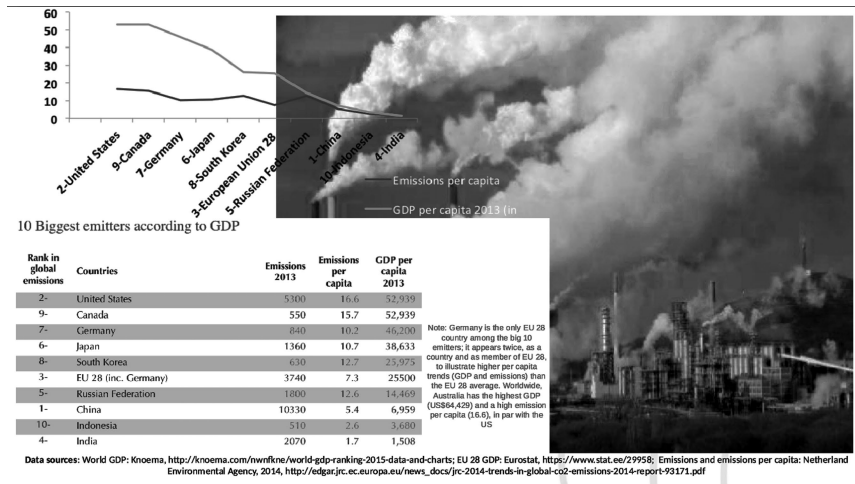 60
50
40
30
20
10
0
2-United States
9-Canada
7-Germany
6-Japan
8-South Korea
3-European Union 28
5-Russian Federation
1-China
10-Indonesia
4-India
Emissions per capita
GDP per capita 2013 (in
10 Biggest emitters according to GDP
Rank in global emissions Countries Emissions 2013 Emissions per capita GDP per capita 2013
2- United States 5300 16.6 52,939
9- Canada 550 15.7 52,939
7- Germany 840 10.2 46,200
6- Japan 1360 10.7 38,633
8- South Korea 630 12.7 25,975
3- EU 28 (inc. Germany) 3740 7.3 25500
5- Russian Federation 1800 12.6 14,469
1- China 10330 5.4 6,959
10- Indonesia 510 2.6 3,680
4- India 2070 1.7 1,508
Note: Germany is the only EU 28
country among the big 10
emitters; it appears twice, as a
country and as member of EU 28,
to illustrate higher per capita
trends (GDP and emissions) than
the EU 28 average. Worldwide,
Australia has the highest GDP
(US$64,429) and a high emission
per capita (16.6), in par with the
US
Data sources: World GDP: Knoema, http://knoema.com/nwnfkne/world-gdp-ranking-2015-data-and-charts; EU 28 GDP: Eurostat, https://www.stat.ee/29958; Emissions and emissions per capita: Netherland
Environmental Agency, 2014, http://edgar.jrc.ec.europa.eu/news_docs/jrc-2014-trends-in-global-co2-emissions-2014-report-93171.pdf